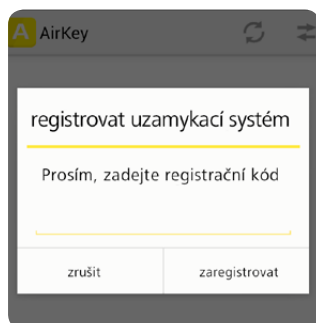 A AirKey
registrovat uzamykací systém
Prosím, zadejte registrační kód
zrušit zaregistrovat